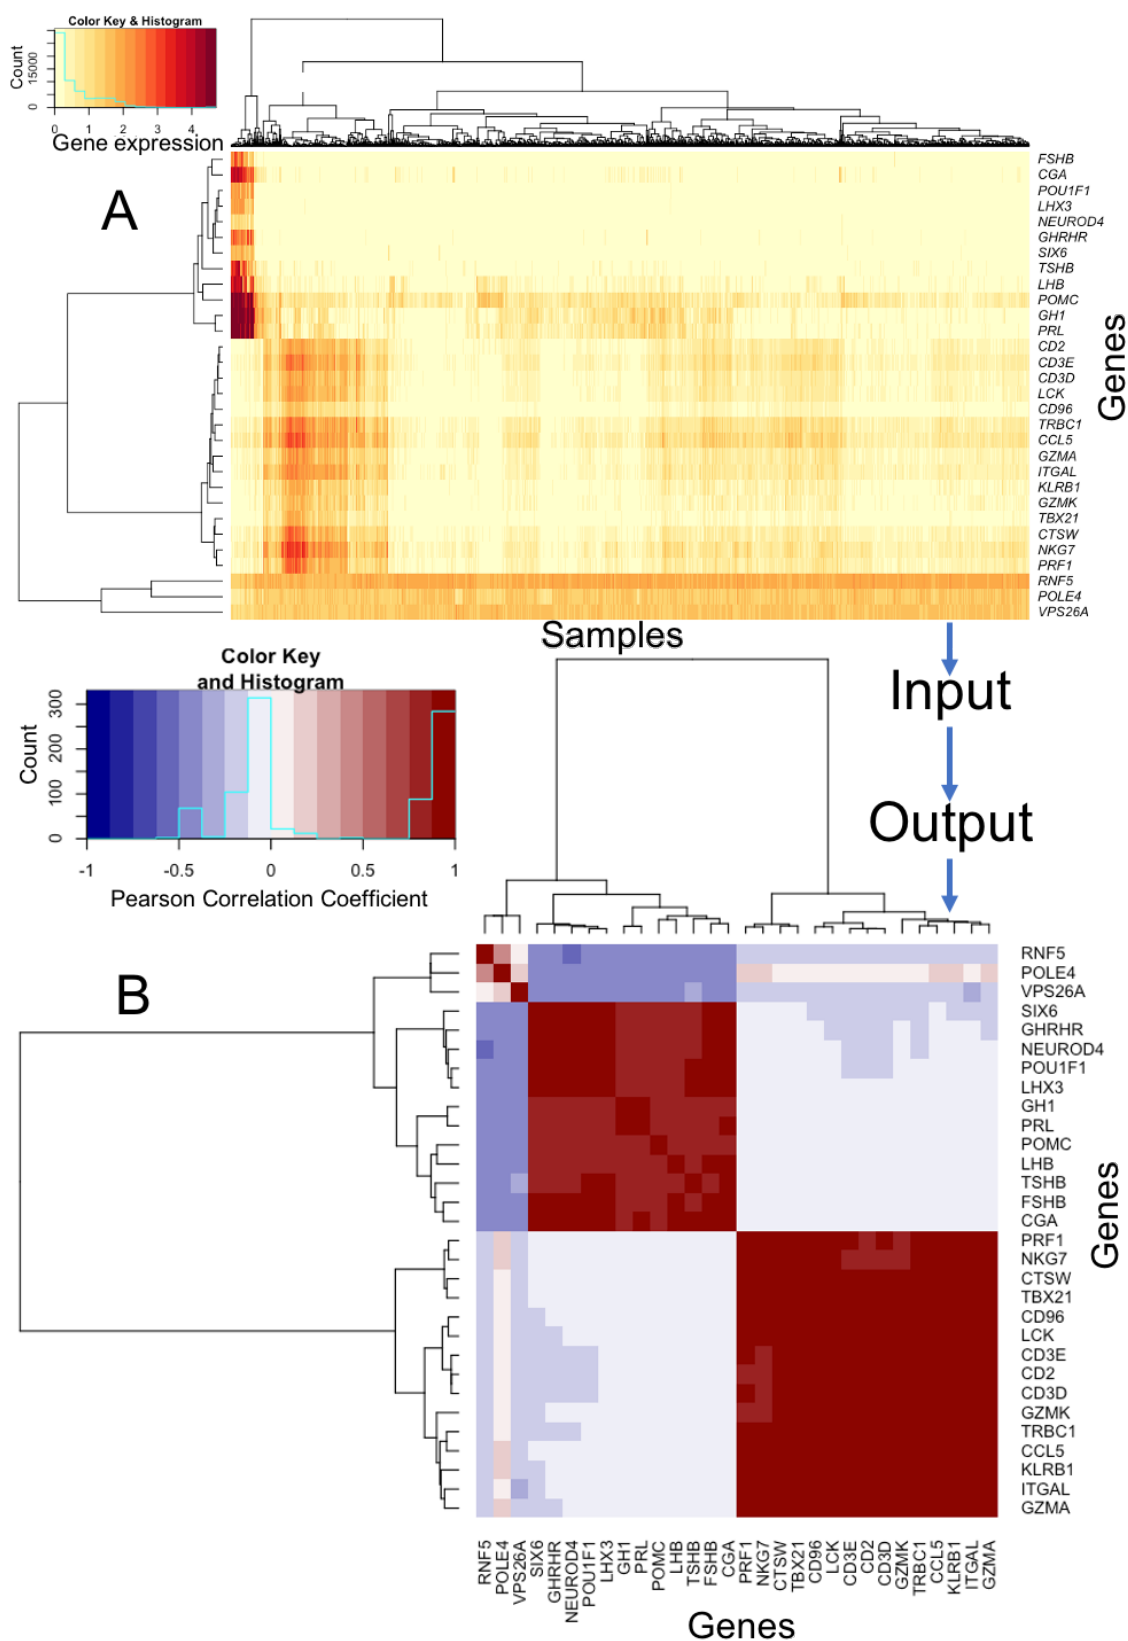 Color Key & Histogram
Count
0 15000
0 1 2 3 4
Gene expression
A
FSHB
CGA
POU1F1
LHX3
NEUROD4
GHRHR
SIX6
TSHB
LHB
POMC
GH1
PRL
CD2
CD3E
CD3D
LCK
CD96
TRBC1
CCL5
GZMA
ITGAL
KLRB1
GZMK
TBX21
CTSW
NKG7
PRF1
RNF5
POLE4
VPS26A
Genes
Samples
Input
Output
Color Key
and Histogram
Count
0 100 200 300
-1 -0.5 0 0.5 1
Pearson Correlation Coefficient
B
RNF5
POLE4
VPS26A
SIX6
GHRHR
NEUROD4
POU1F1
LHX3
GH1
PRL
POMC
LHB
TSHB
FSHB
CGA
PRF1
NKG7
CTSW
TBX21
CD96
LCK
CD3E
CD2
CD3D
GZMK
TRBC1
CCL5
KLRB1
ITGAL
GZMA
Genes
RNF5
POLE4
VPS26A
SIX6
GHRHR
NEUROD4
POU1F1
LHX3
GH1
PRL
POMC
LHB
TSHB
FSHB
CGA
PRF1
NKG7
CTSW
TBX21
CD96
LCK
CD3E
CD2
CD3D
GZMK
TRBC1
CCL5
KLRB1
ITGAL
GZMA
Genes